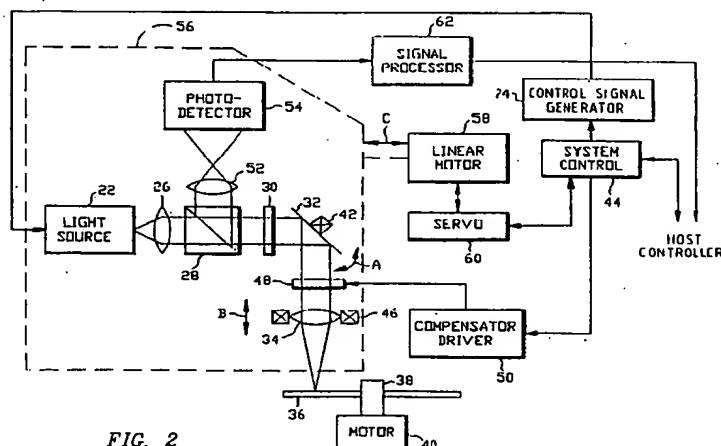 56
62
SIGNAL
PROCESSOR
PHOTO-
DETECTOR
54
24
CONTROL SIGNAL
GENERATOR
C
58
LINEAR
MOTOR
SYSTEM
CONTROL
44
52
22
LIGHT
SOURCE
26
30
32
42
28
SERVO
60
HOST
CONTROLLER
A
48
B
46
34
COMPENSATOR
DRIVER
50
38
36
MOTOR
40
FIG. 2